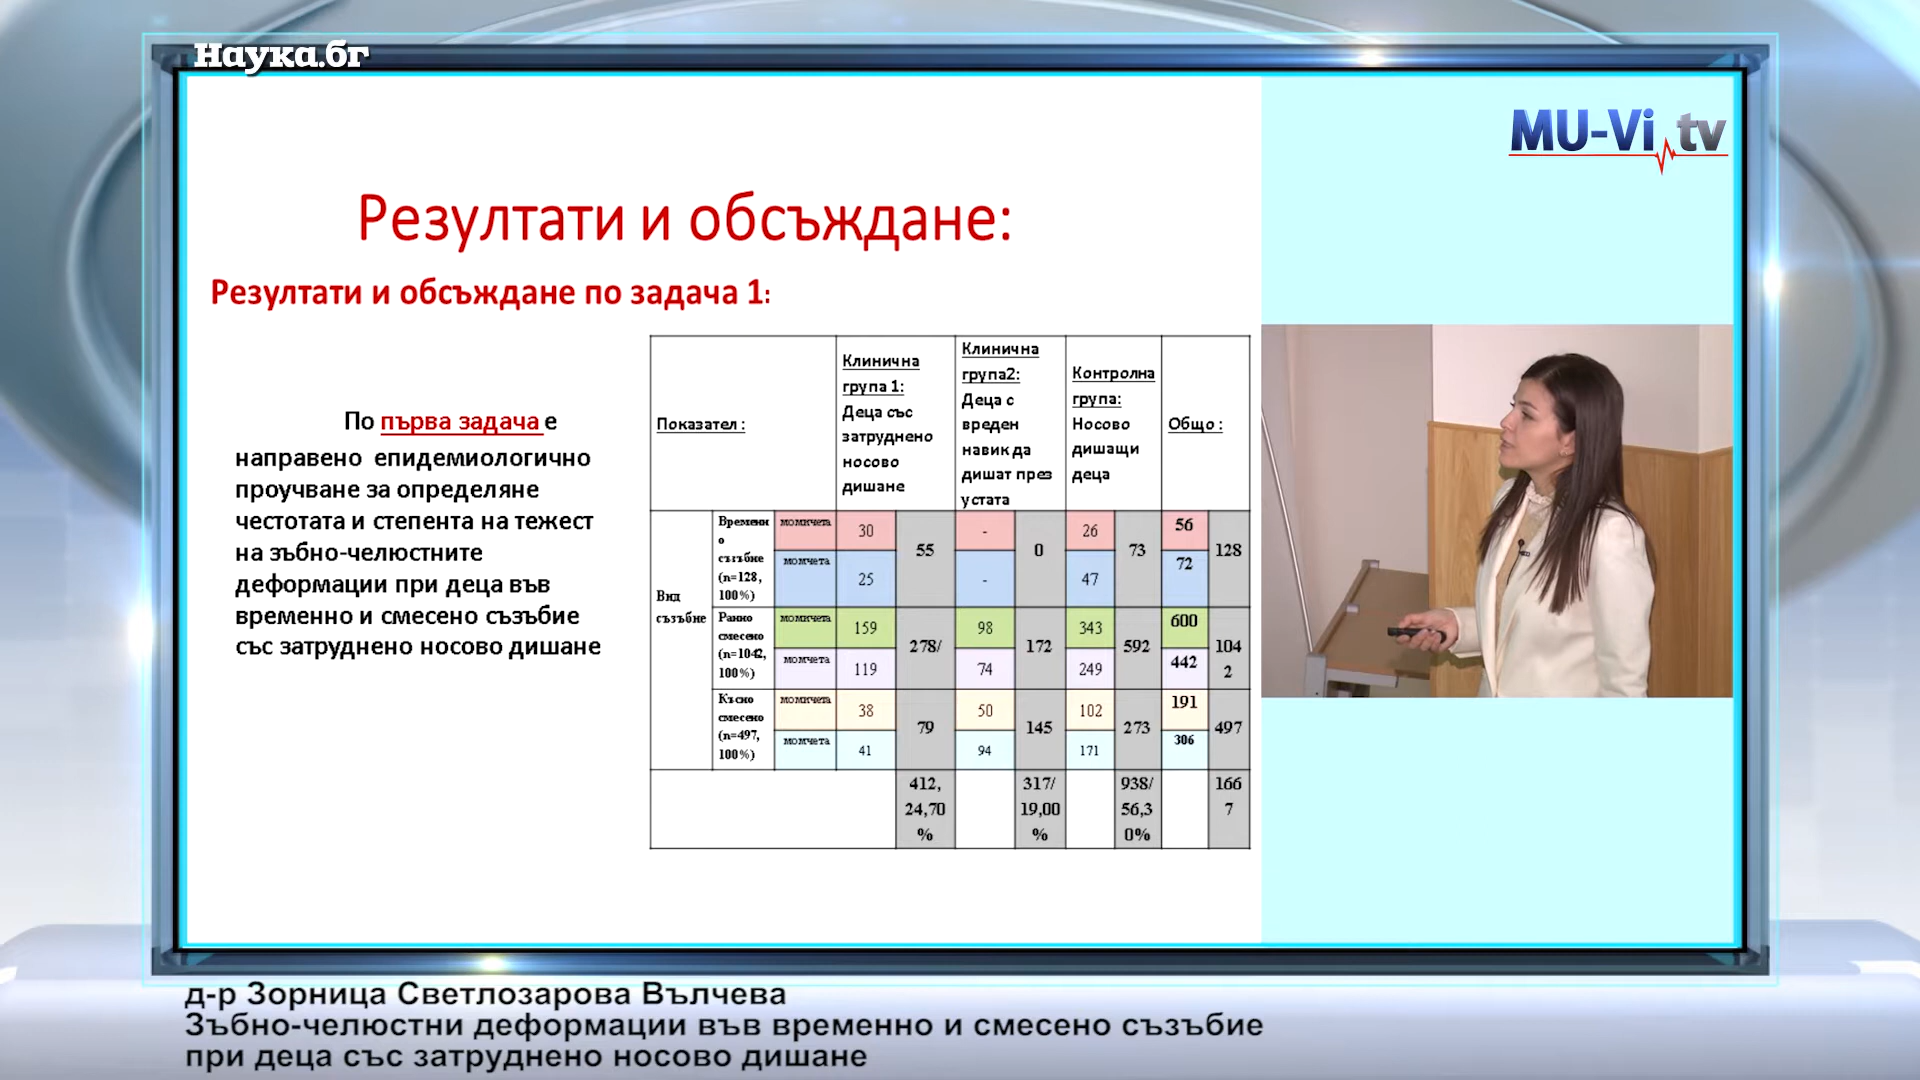 Наука.бг
MU-Vi tv
Резултати и обсъждане:
Резултати и обсъждане по задача 1:
По първа задача е
направено епидемиологично
проучване за определяне
честотата и степента на тежест
на зъбно-челюстните
деформации при деца във
временно и смесено съзъбие
със затруднено носово дишане
Показател :
Клинична
група 1:
Деца със
затруднено
носово
дишане
Клинична
група2:
Деца с
вреден
навик да
дишат през
устата
Контролна
група:
Носово
дишащи
деца
Общо :
Вид
съзъбие
Временн
о
съзъбие
(n=128,
100%)
момичета
30
55
-
0
26
73
56
128
момчета
25
-
47
72
Ранно
смесено
(n=1042,
100%)
момичета
159
278/
98
172
343
592
600
104
2
момчета
119
74
249
442
Късно
смесено
(n=497,
100%)
момичета
38
79
50
145
102
273
191
497
момчета
41
94
171
306
412,
24,70
%
317/
19,00
%
938/
56,3
0%
166
7
д-р Зорница Светлозарова Вълчева
Зъбно-челюстни деформации във временно и смесено съзъбие
при деца със затруднено носово дишане